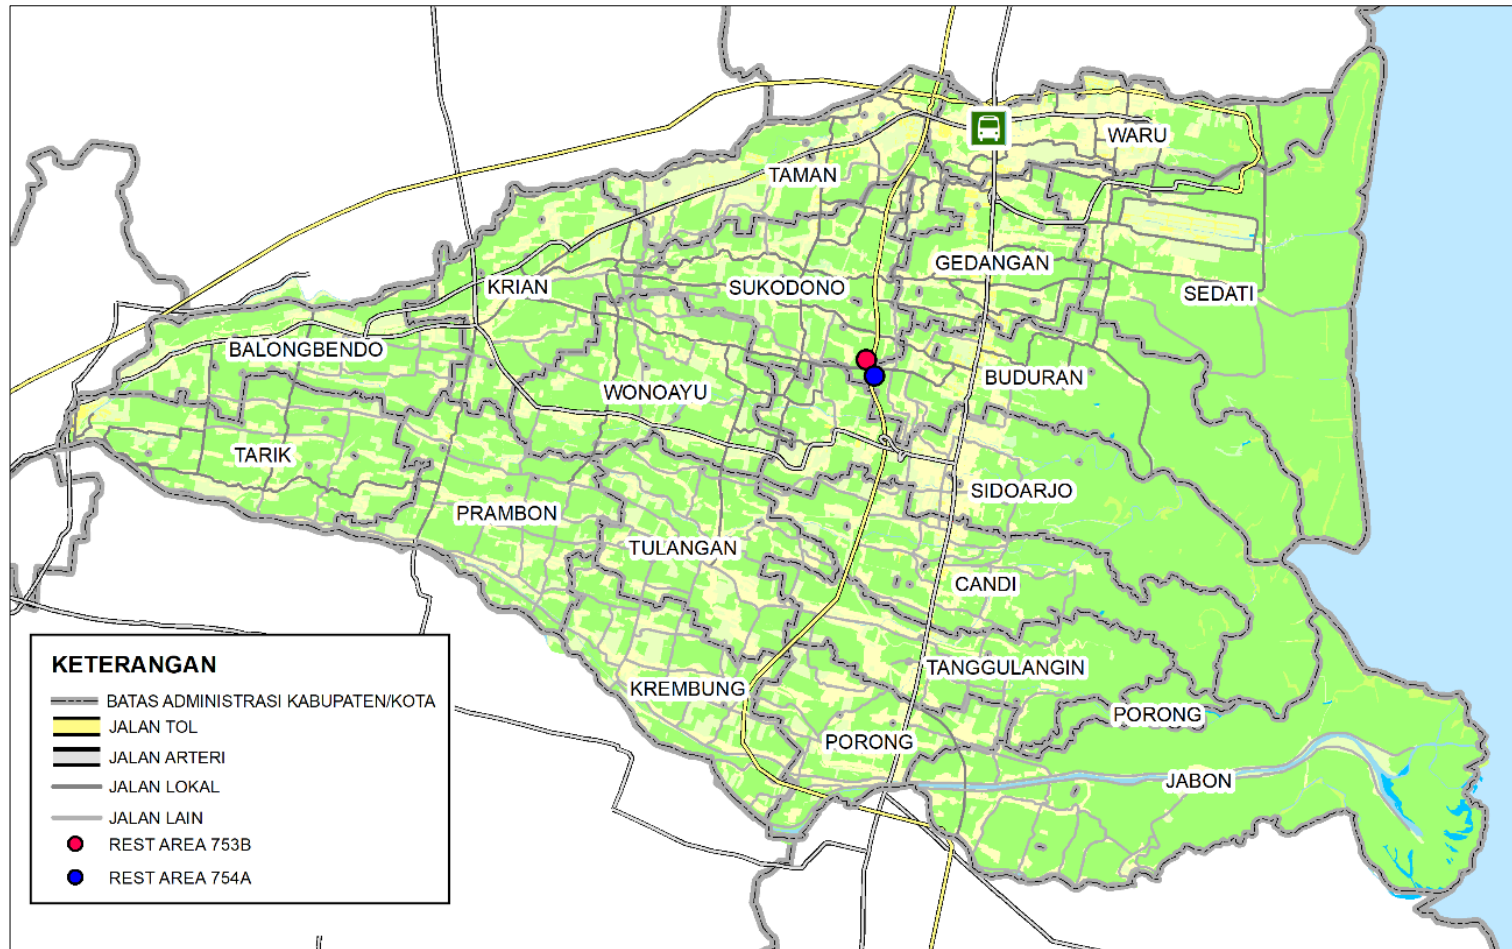 WARU
TAMAN
GEDANGAN
KRIAN
SUKODONO
SEDATI
BALONGBENDO
BUDURAN
WONOAYU
TARIK
SIDOARJO
PRAMBON
TULANGAN
CANDI
TANGGULANGIN
KREMBUNG
PORONG
PORONG
JABON
KETERANGAN
BATAS ADMINISTRASI KABUPATEN/KOTA
JALAN TOL
JALAN ARTERI
JALAN LOKAL
JALAN LAIN
REST AREA 753B
REST AREA 754A